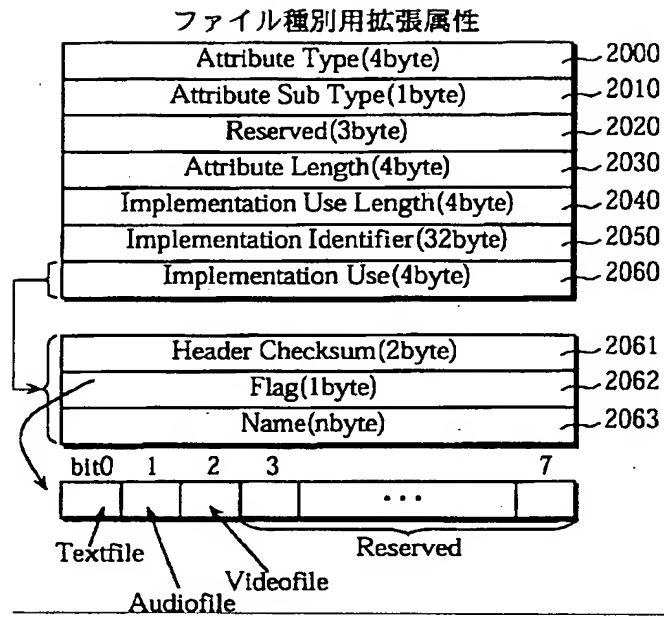 ファイル種別用拡張属性
Attribute Type(4byte) 2000
Attribute Sub Type(1byte) 2010
Reserved(3byte) 2020
Attribute Length(4byte) 2030
Implementation Use Length(4byte) 2040
Implementation Identifier(32byte) 2050
Implementation Use(4byte) 2060
Header Checksum(2byte) 2061
Flag(1byte) 2062
Name(nbyte) 2063
bit0 1 2 3 7
...
Textfile
Audiofile
Videofile
Reserved